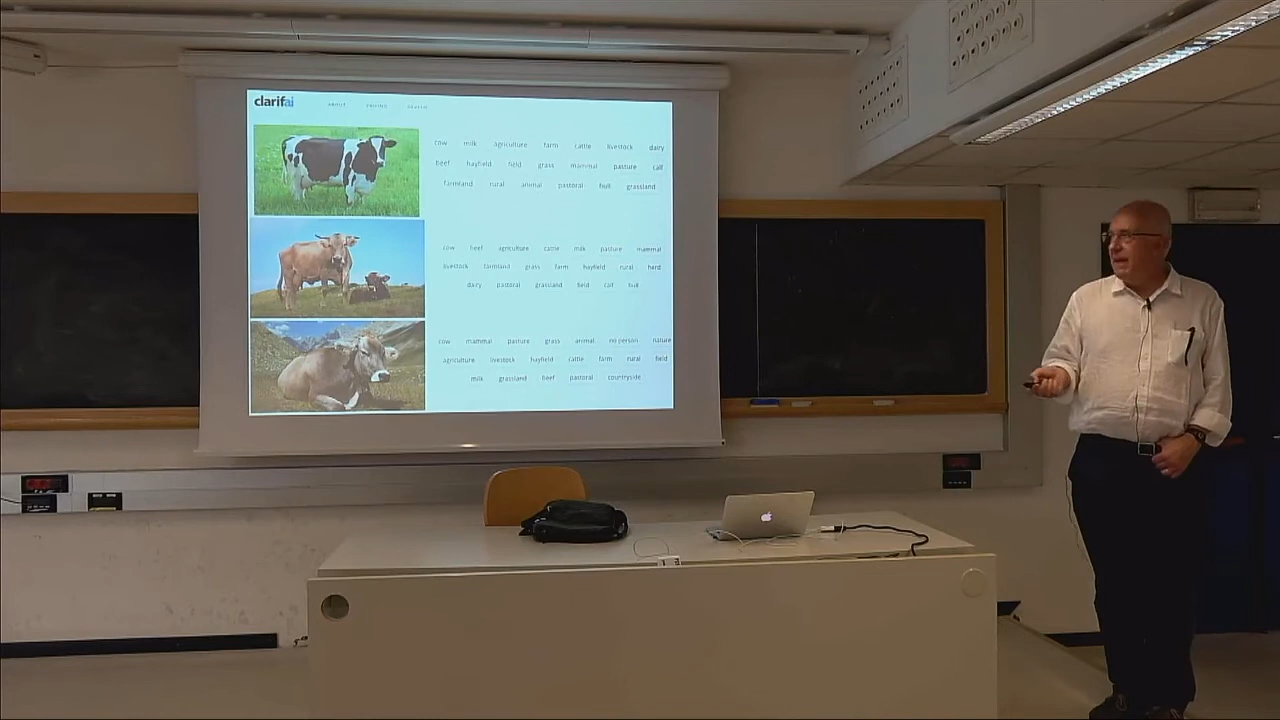 clarifai
ABOUT PRICING
cow milk agriculture farm cattle livestock dairy
beef hayfield field grass mammal pasture calf
farmland rural animal pastoral bull grassland
cow beef agriculture cattle milk pasture mammal
livestock farmland grass farm hayfield rural herd
dairy pastoral grassland field calf bull
cow mammal pasture grass animal no person nature
agriculture livestock hayfield cattle farm rural field
milk grassland beef pastoral countryside